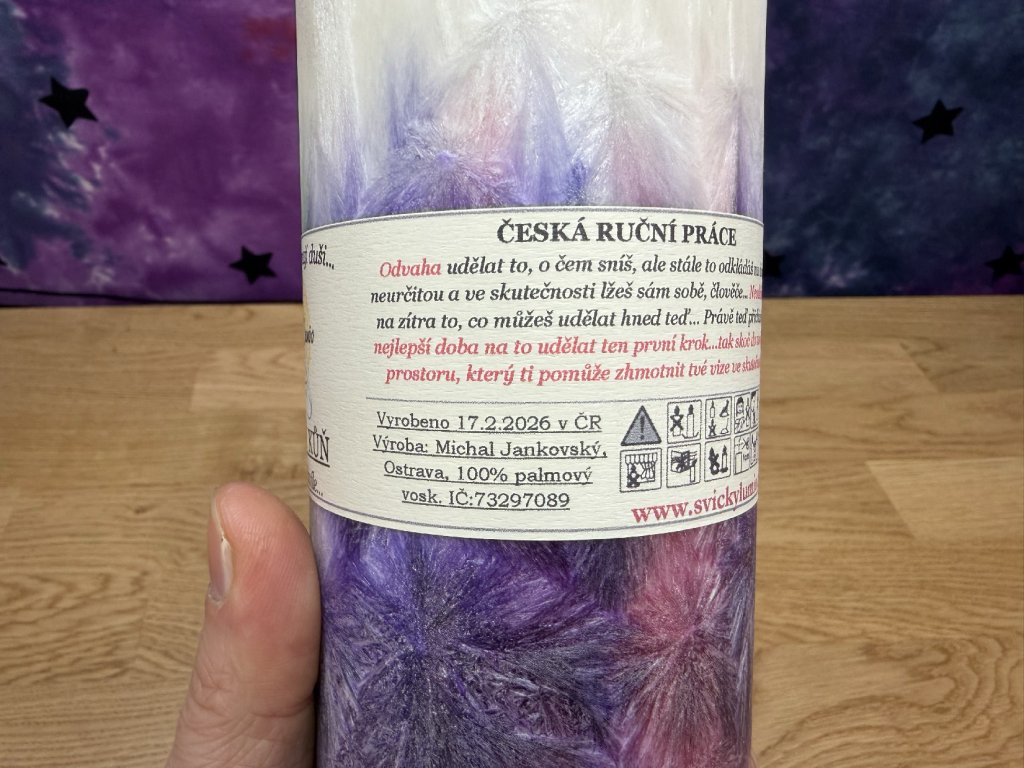 duši...
ČESKÁ RUČNÍ PRÁCE
Odvaha udělat to, o čem sníš, ale stále to odkládáš
neurčitou a ve skutečnosti lžeš sám sobě, člověče...
na zítra to, co můžeš udělat hned teď... Právě teď
nejlepší doba na to udělat ten první krok...tak skoč
prostoru, který ti pomůže zhmotnit tvé vize ve
Vyrobeno 17.2.2026 v ČR
Výroba: Michal Jankovský,
Ostrava, 100% palmový
vosk. IČ:73297089
www.svickylum